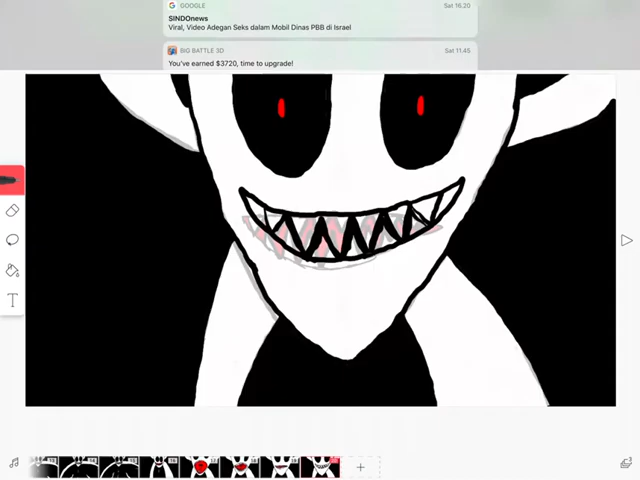 GOOGLE
Sat 16.20
SINDOnews
Viral, Video Adegan Seks dalam Mobil Dinas PBB di Israel
BIG BATTLE 3D
Sat 11.45
You've earned $3720, time to upgrade!
T